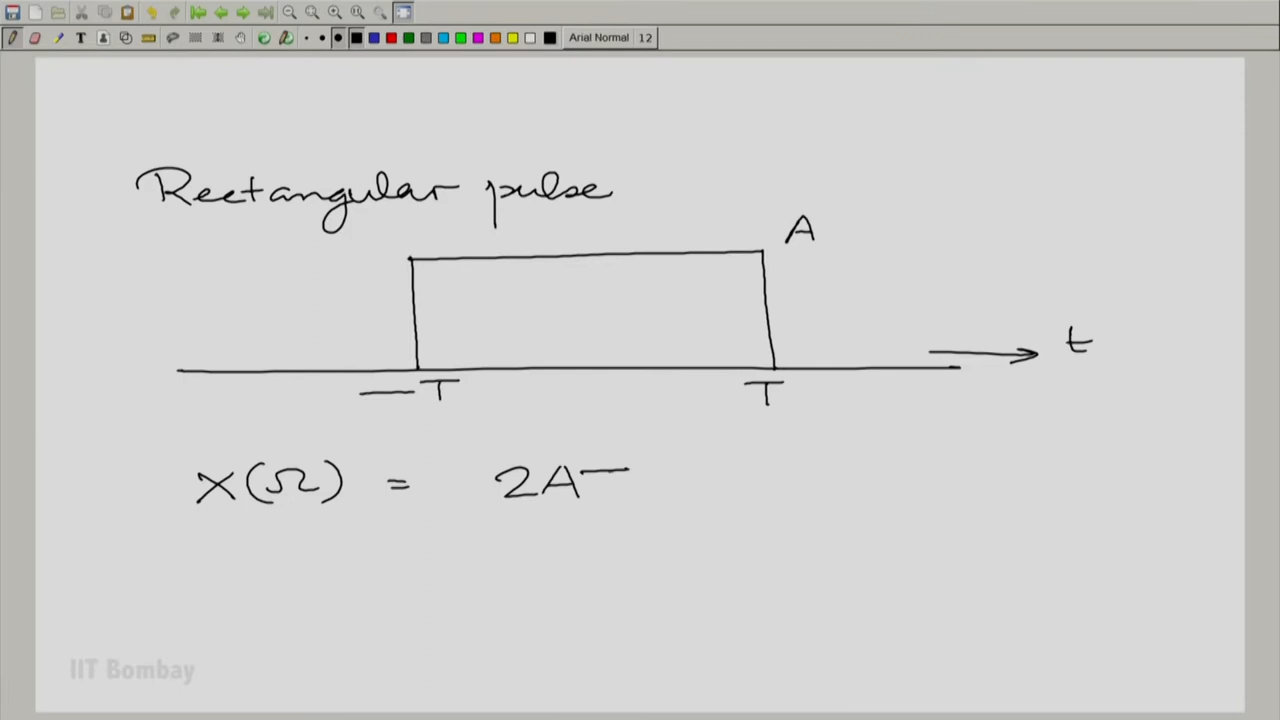 Arial Normal 12
Rectangular pulse
A
t
-T T
X(Ω) = 2A
IIT Bombay